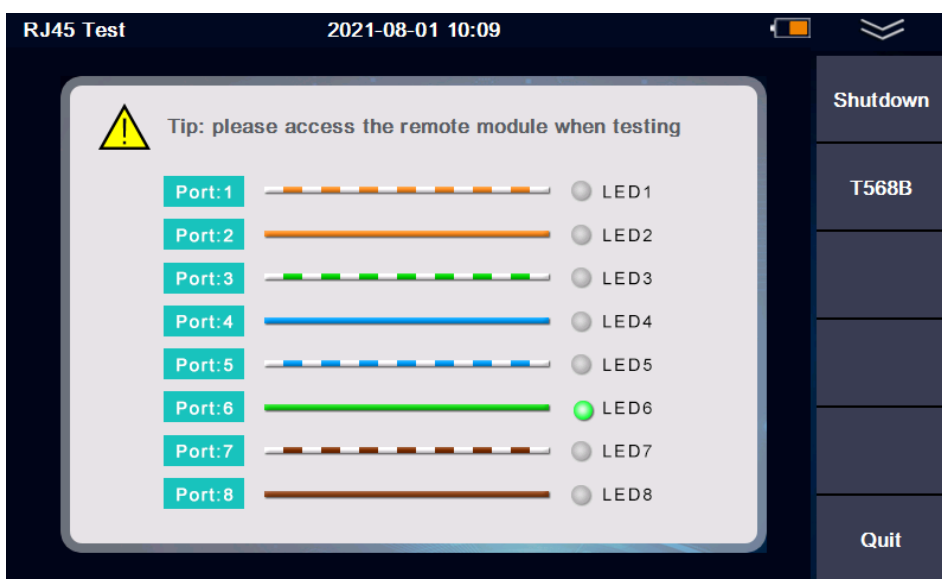 RJ45 Test 2021-08-01 10:09
Tip: please access the remote module when testing
Port:1 LED1
Port:2 LED2
Port:3 LED3
Port:4 LED4
Port:5 LED5
Port:6 LED6
Port:7 LED7
Port:8 LED8
Shutdown
T568B
Quit